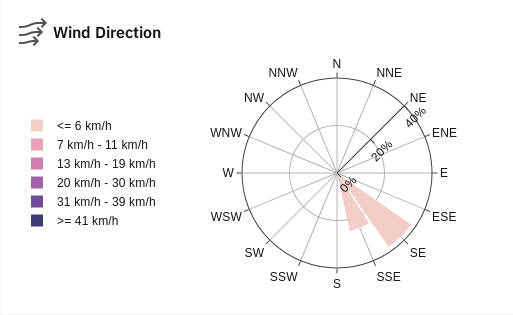 Wind Direction
<= 6 km/h
7 km/h - 11 km/h
13 km/h - 19 km/h
20 km/h - 30 km/h
31 km/h - 39 km/h
>= 41 km/h
N
NNE
NE
ENE
E
ESE
SE
SSE
S
SSW
SW
WSW
W
WNW
NW
NNW
0%
20%
40%